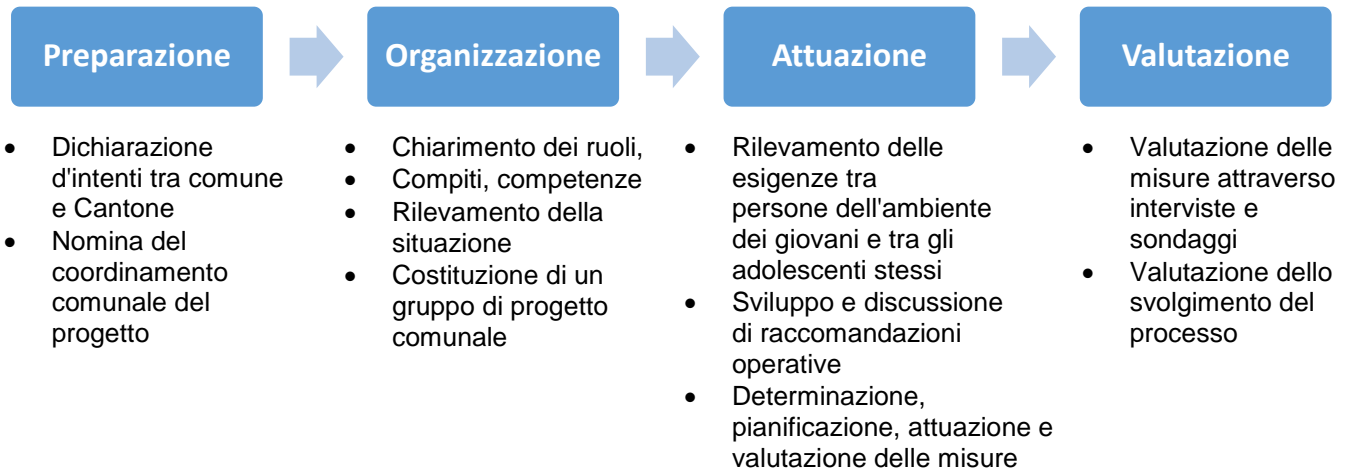 Preparazione
Organizzazione
Attuazione
Valutazione
• Dichiarazione
d'intenti tra comune
e Cantone
• Nomina del
coordinamento
comunale del
progetto
• Chiarimento dei ruoli,
• Compiti, competenze
• Rilevamento della
situazione
• Costituzione di un
gruppo di progetto
comunale
• Rilevamento delle
esigenze tra
persone dell'ambiente
dei giovani e tra gli
adolescenti stessi
• Sviluppo e discussione
di raccomandazioni
operative
• Determinazione,
pianificazione, attuazione e
valutazione delle misure
• Valutazione delle
misure attraverso
interviste e
sondaggi
• Valutazione dello
svolgimento del
processo